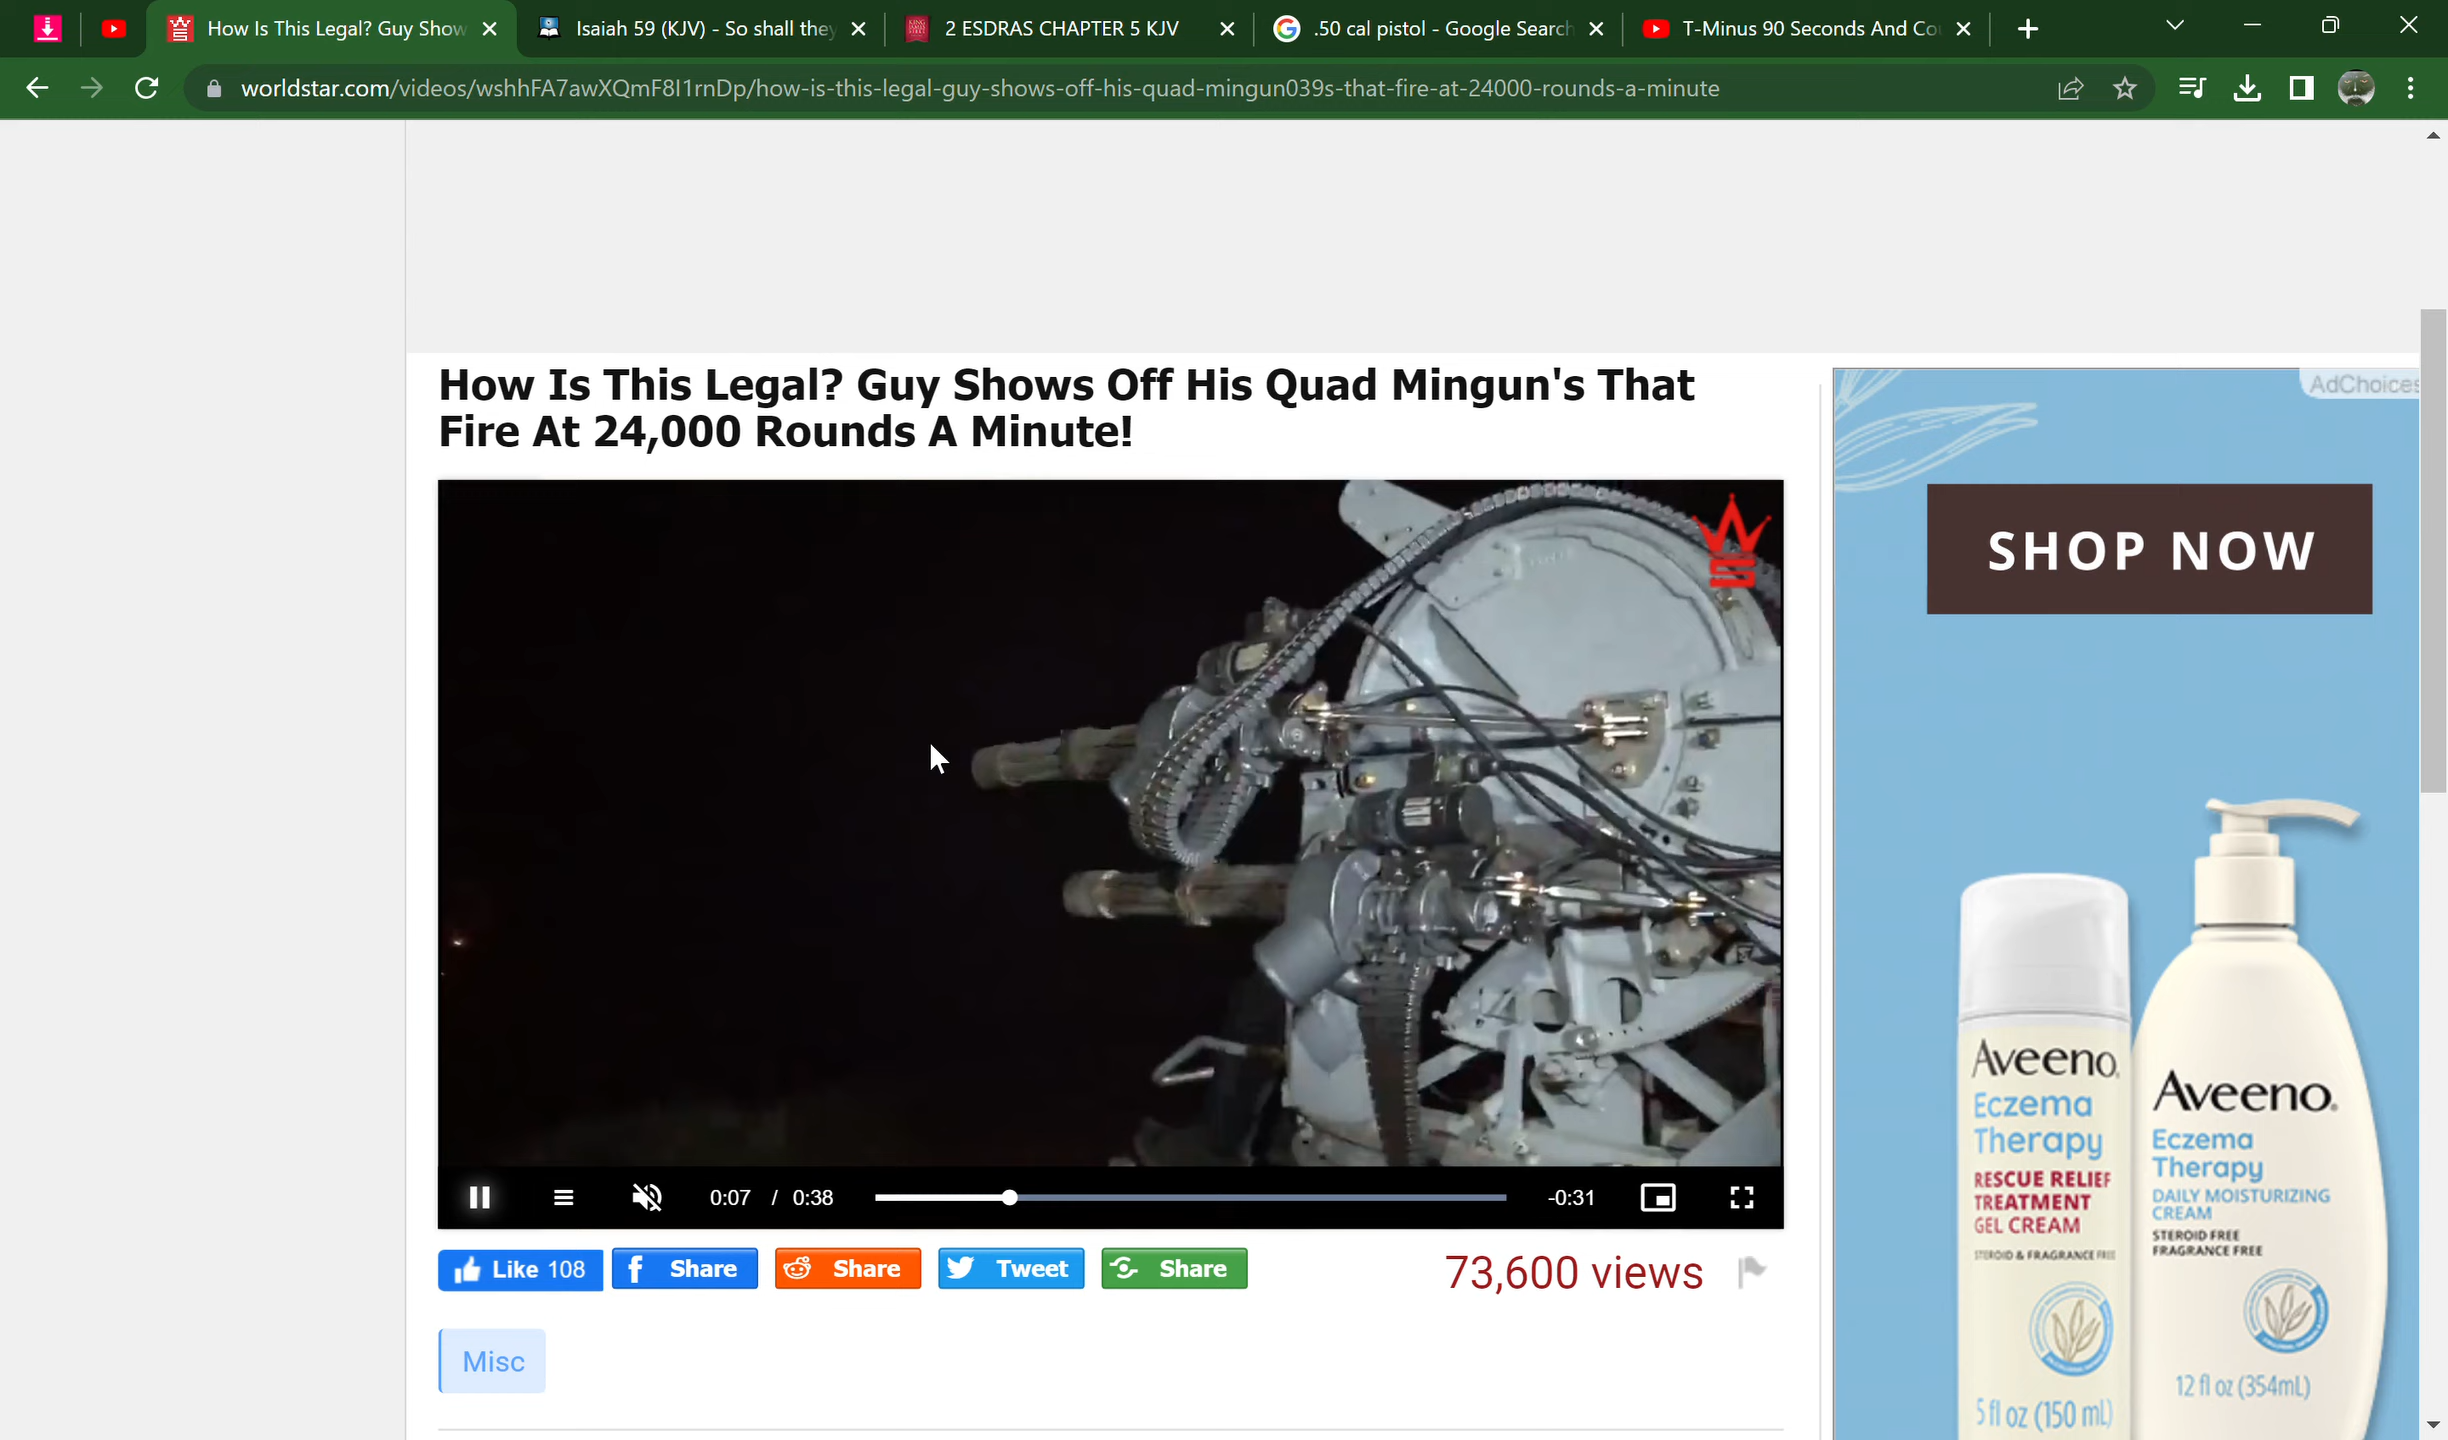 How Is This Legal? Guy Show
Isaiah 59 (KJV) - So shall they
2 ESDRAS CHAPTER 5 KJV
.50 cal pistol - Google Search
T-Minus 90 Seconds And Cou
worldstar.com/videos/wshhFA7awXQmF8I1rnDp/how-is-this-legal-guy-shows-off-his-quad-mingun039s-that-fire-at-24000-rounds-a-minute
How Is This Legal? Guy Shows Off His Quad Mingun's That
Fire At 24,000 Rounds A Minute!
AdChoices
SHOP NOW
0:07 / 0:38
-0:31
Like 108
Share
Share
Tweet
Share
73,600 views
Misc
Aveeno.
Eczema
Therapy
RESCUE RELIEF
TREATMENT
GEL CREAM
STEROID & FRAGRANCE FREE
5 fl oz (150 mL)
Aveeno.
Eczema
Therapy
DAILY MOISTURIZING
CREAM
STEROID FREE
FRAGRANCE FREE
12 fl oz (354mL)